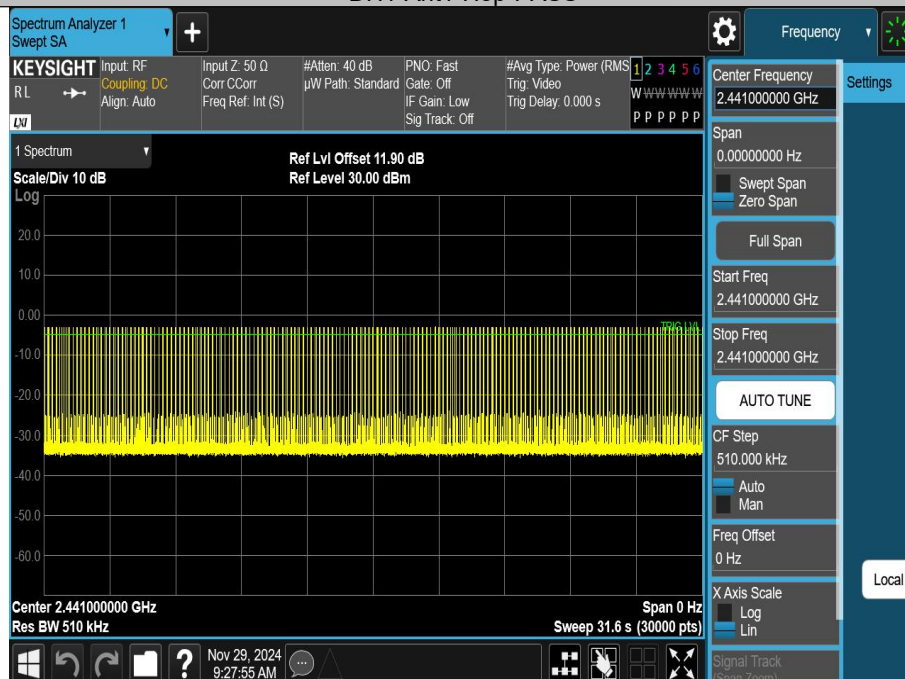 Spectrum Analyzer 1
Swept SA
Frequency
KEYSIGHT
RL
LXI
Input: RF
Coupling: DC
Align: Auto
Input Z: 50 Ω
Corr CCorr
Freq Ref: Int (S)
#Atten: 40 dB
µW Path: Standard
PNO: Fast
Gate: Off
IF Gain: Low
Sig Track: Off
#Avg Type: Power (RMS
Trig: Video
Trig Delay: 0.000 s
1 2 3 4 5 6
W W W W W W
P P P P P P
Center Frequency
2.441000000 GHz
Settings
Span
0.00000000 Hz
Swept Span
Zero Span
Full Span
Start Freq
2.441000000 GHz
Stop Freq
2.441000000 GHz
AUTO TUNE
CF Step
510.000 kHz
Auto
Man
Freq Offset
0 Hz
X Axis Scale
Log
Lin
Signal Track
(Span Zoom)
Local
1 Spectrum
Scale/Div 10 dB
Ref Lvl Offset 11.90 dB
Ref Level 30.00 dBm
Log
20.0
10.0
0.00
TRIG LVL
-10.0
-20.0
-30.0
-40.0
-50.0
-60.0
Center 2.441000000 GHz
Span 0 Hz
Res BW 510 kHz
Sweep 31.6 s (30000 pts)
?
Nov 29, 2024
9:27:55 AM